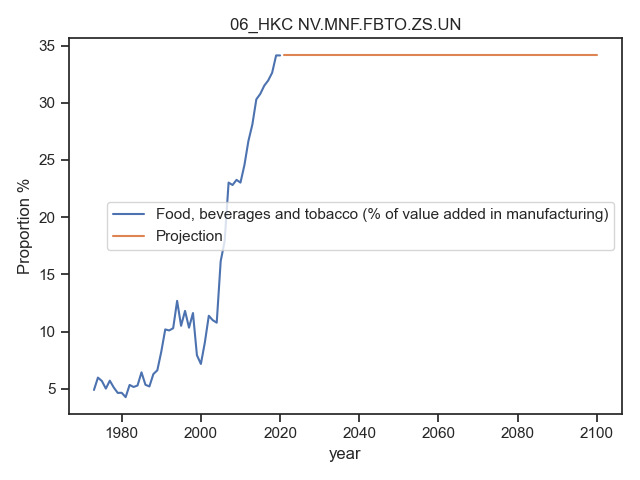 06_HKC NV.MNF.FBTO.ZS.UN
35
30
25
20
15
10
5
Proportion %
Food, beverages and tobacco (% of value added in manufacturing)
Projection
1980 2000 2020 2040 2060 2080 2100
year